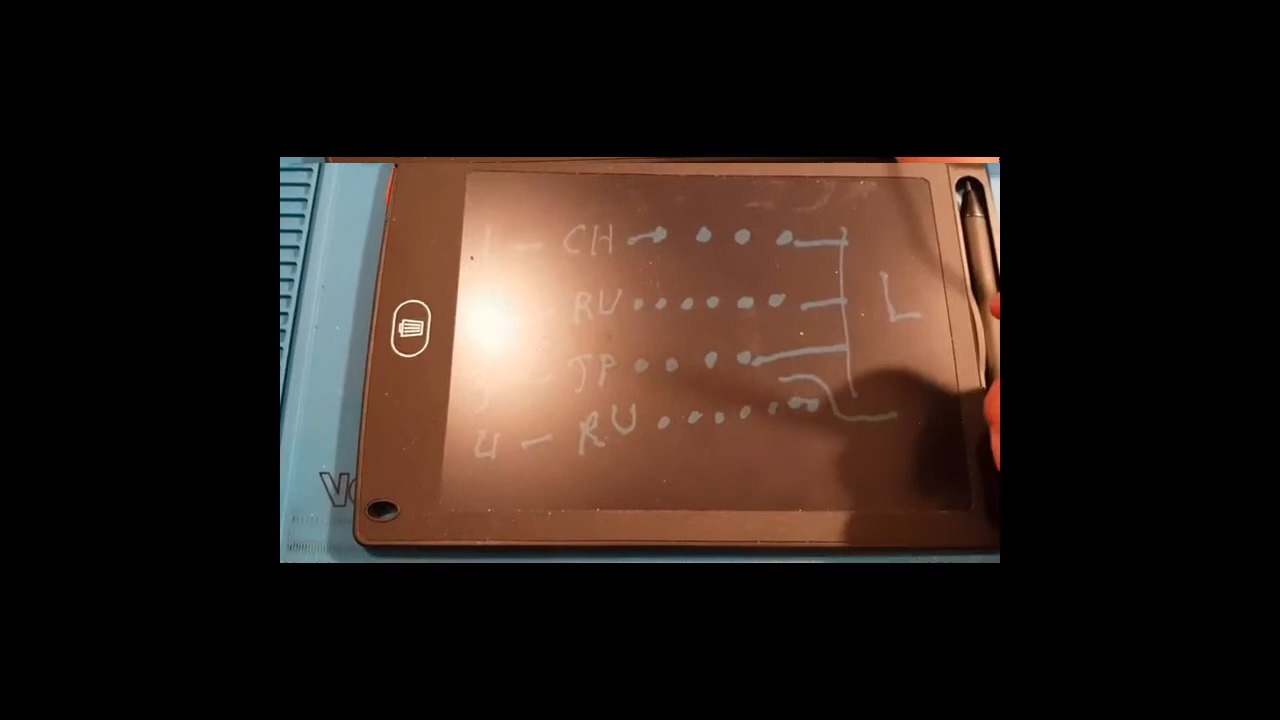 1 - CH → • • • • — L
RU • • • • • • —
JP • • • • —
4 - RU • • • • • • •